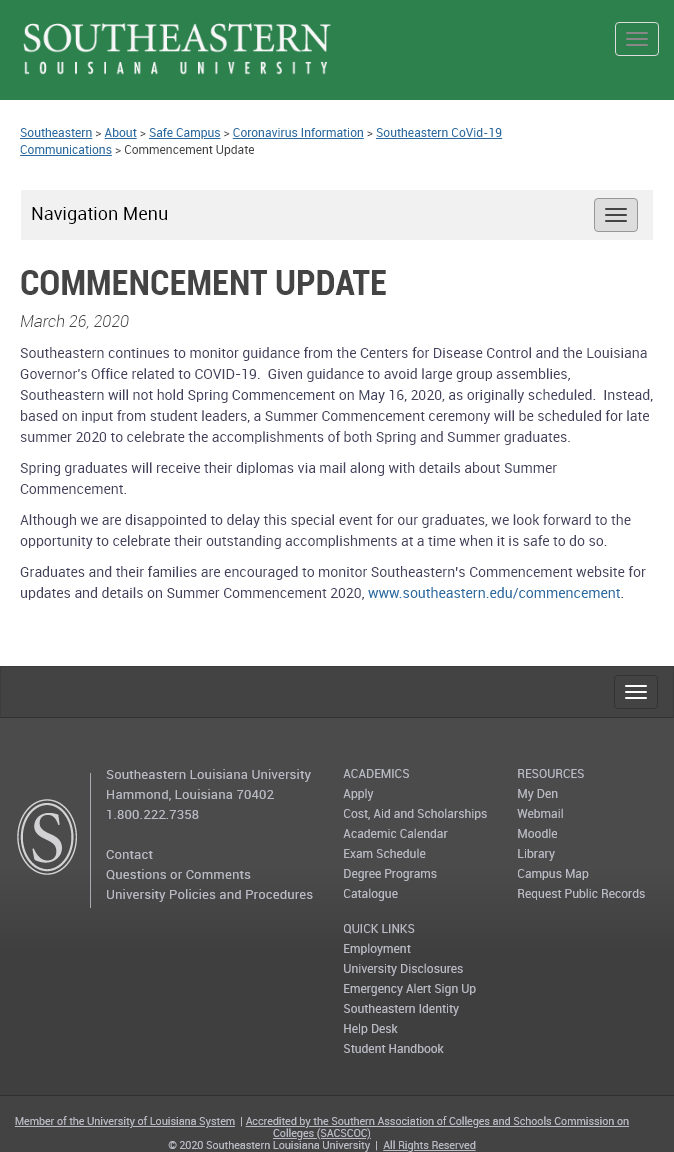 SOUTHEASTERN
LOUISIANA UNIVERSITY
Southeastern > About > Safe Campus > Coronavirus Information > Southeastern CoVid-19
Communications > Commencement Update
Navigation Menu
COMMENCEMENT UPDATE
March 26, 2020
Southeastern continues to monitor guidance from the Centers for Disease Control and the Louisiana
Governor's Office related to COVID-19.  Given guidance to avoid large group assemblies,
Southeastern will not hold Spring Commencement on May 16, 2020, as originally scheduled.  Instead,
based on input from student leaders, a Summer Commencement ceremony will be scheduled for late
summer 2020 to celebrate the accomplishments of both Spring and Summer graduates.
Spring graduates will receive their diplomas via mail along with details about Summer
Commencement.
Although we are disappointed to delay this special event for our graduates, we look forward to the
opportunity to celebrate their outstanding accomplishments at a time when it is safe to do so.
Graduates and their families are encouraged to monitor Southeastern's Commencement website for
updates and details on Summer Commencement 2020, www.southeastern.edu/commencement.
S
Southeastern Louisiana University
Hammond, Louisiana 70402
1.800.222.7358
Contact
Questions or Comments
University Policies and Procedures
ACADEMICS
Apply
Cost, Aid and Scholarships
Academic Calendar
Exam Schedule
Degree Programs
Catalogue
RESOURCES
My Den
Webmail
Moodle
Library
Campus Map
Request Public Records
QUICK LINKS
Employment
University Disclosures
Emergency Alert Sign Up
Southeastern Identity
Help Desk
Student Handbook
Member of the University of Louisiana System | Accredited by the Southern Association of Colleges and Schools Commission on
Colleges (SACSCOC)
© 2020 Southeastern Louisiana University | All Rights Reserved